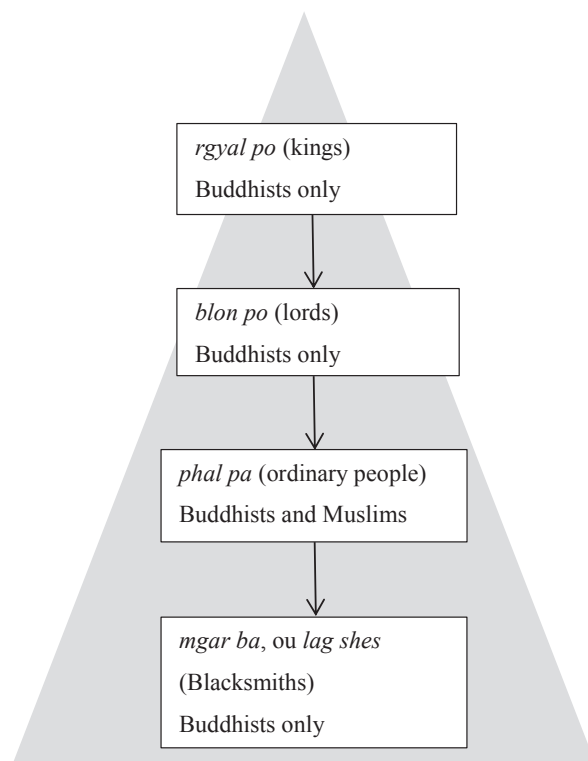 rgyal po (kings)
Buddhists only
blon po (lords)
Buddhists only
phal pa (ordinary people)
Buddhists and Muslims
mgar ba, ou lag shes
(Blacksmiths)
Buddhists only